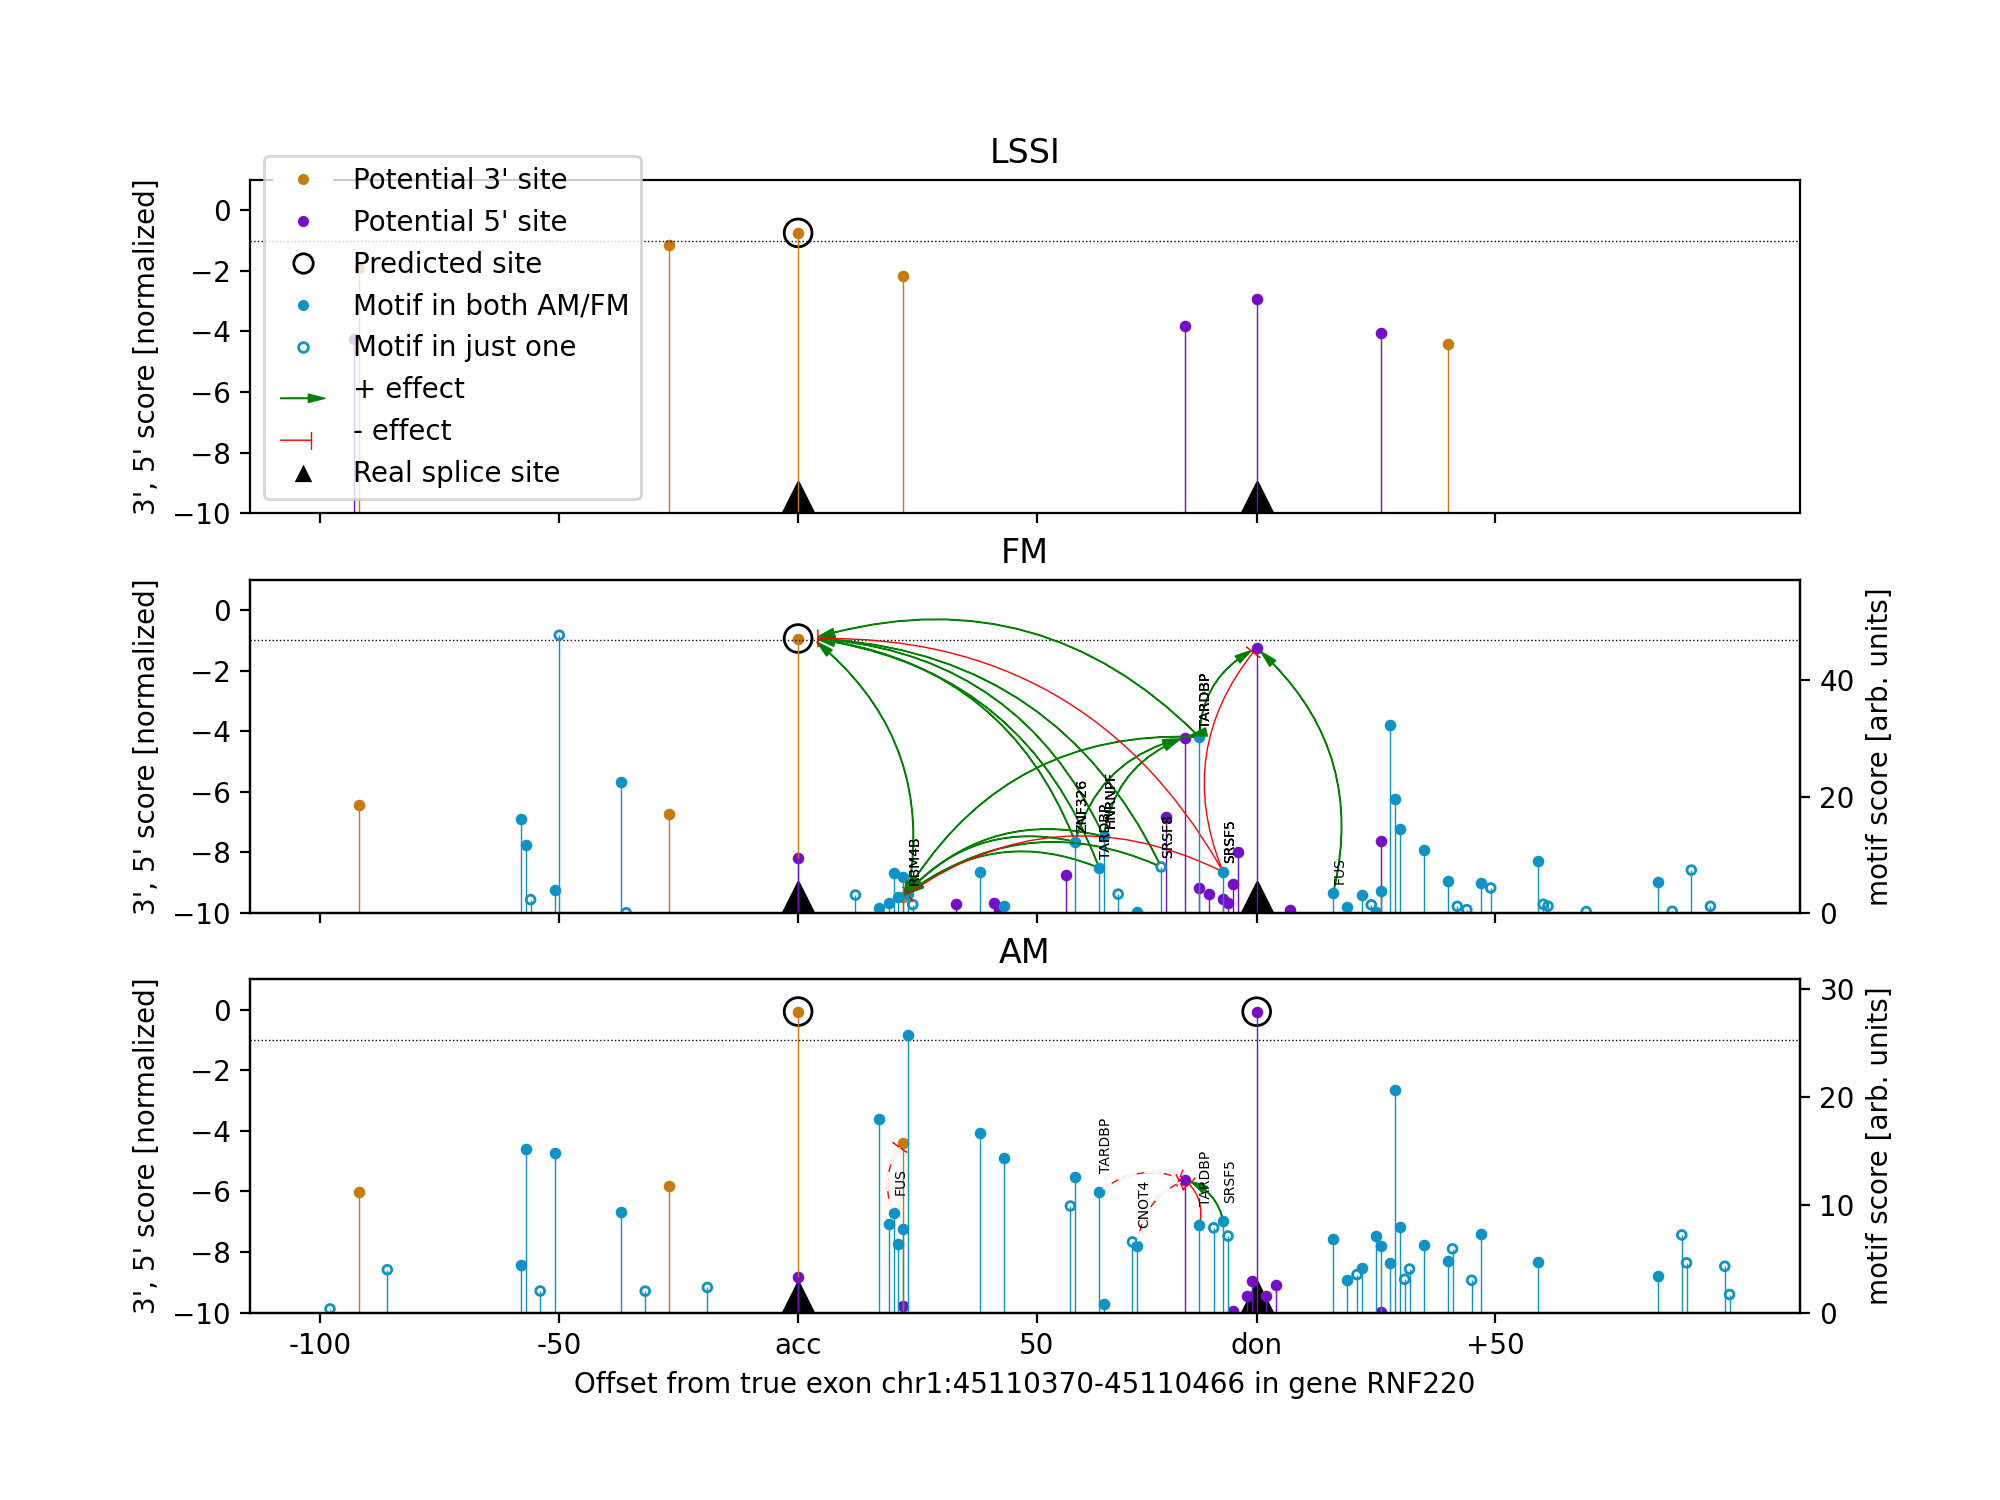 LSSI
3', 5' score [normalized]
0
−2
−4
−6
−8
−10
Potential 3' site
Potential 5' site
Predicted site
Motif in both AM/FM
Motif in just one
+ effect
- effect
Real splice site
FM
3', 5' score [normalized]
0
−2
−4
−6
−8
−10
RBM4B
ZNF326
TARDBP
HNRNPF
SRSF8
TARDBP
SRSF5
FUS
40
20
0
motif score [arb. units]
AM
3', 5' score [normalized]
0
−2
−4
−6
−8
−10
FUS
TARDBP
CNOT4
TARDBP
SRSF5
30
20
10
0
motif score [arb. units]
-100
-50
acc
50
don
+50
Offset from true exon chr1:45110370-45110466 in gene RNF220